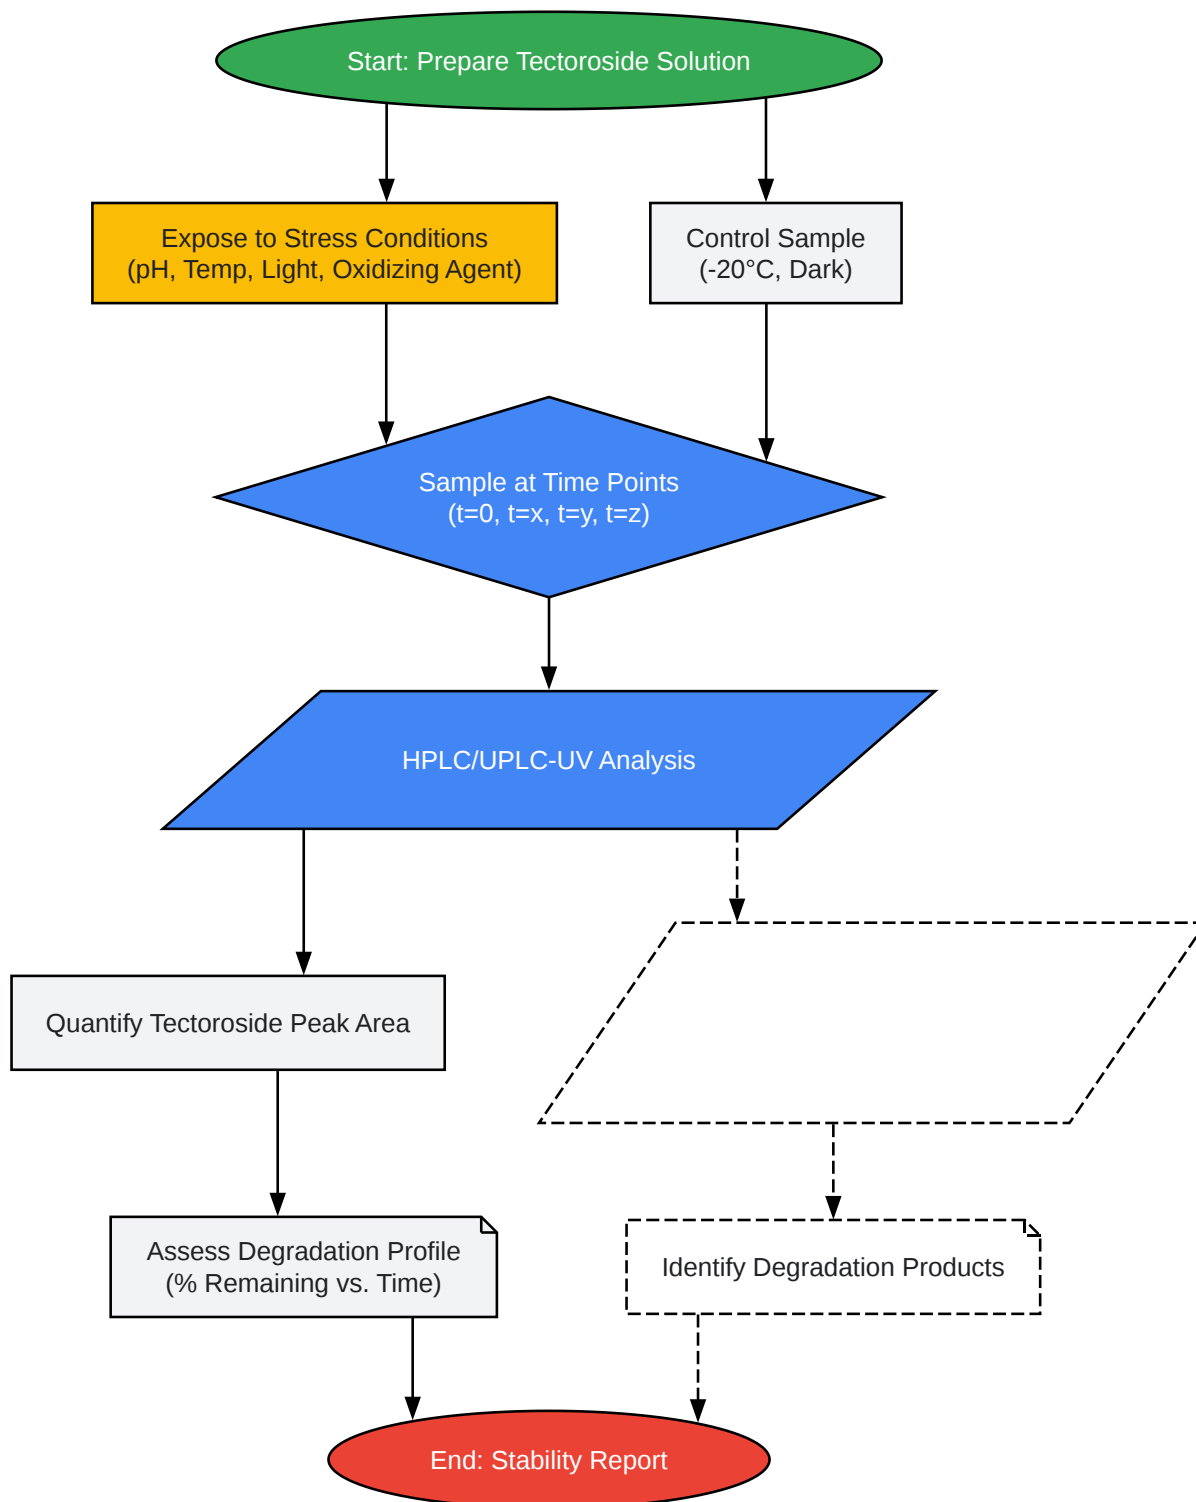 Start: Prepare Tectoroside Solution
Expose to Stress Conditions
(pH, Temp, Light, Oxidizing Agent)
Control Sample
(-20°C, Dark)
Sample at Time Points
(t=0, t=x, t=y, t=z)
HPLC/UPLC-UV Analysis
Quantify Tectoroside Peak Area
Assess Degradation Profile
(% Remaining vs. Time)
Identify Degradation Products
End: Stability Report